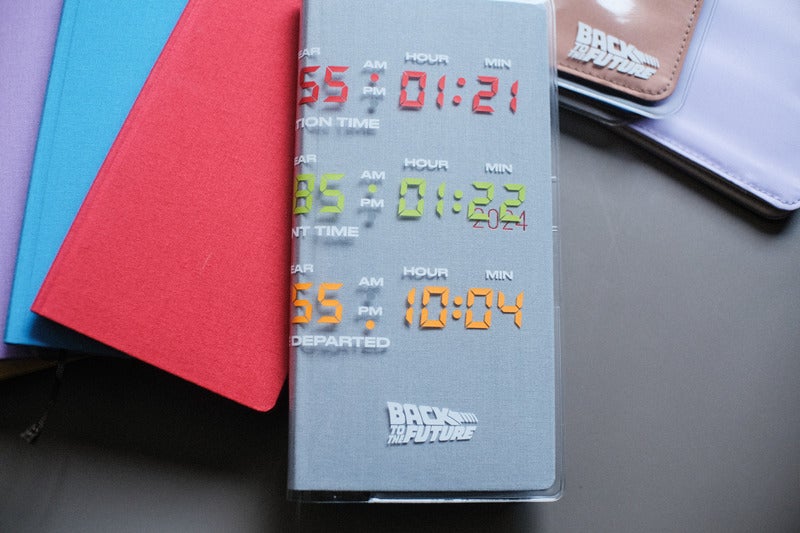 EAR AM HOUR MIN
55 PM 01:21
TION TIME
EAR AM HOUR MIN
85 PM 01:22
2024
NT TIME
EAR AM HOUR MIN
55 PM 10:04
DEPARTED
BACK
TO THE FUTURE
BACK
TO THE FUTURE